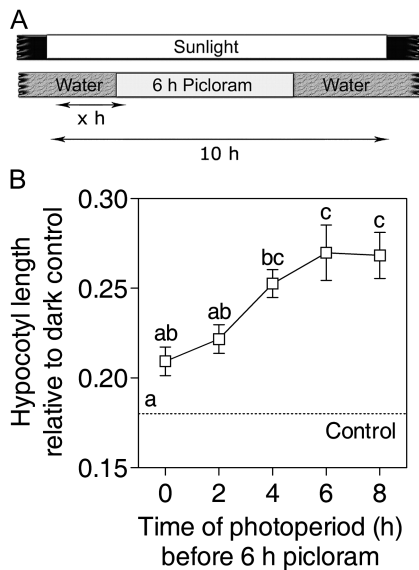 A
Sunlight
Water 6 h Picloram Water
x h
10 h
B
Hypocotyl length
relative to dark control
0.30
0.25
0.20
0.15
ab
ab
bc
c
c
a
Control
0 2 4 6 8
Time of photoperiod (h)
before 6 h picloram